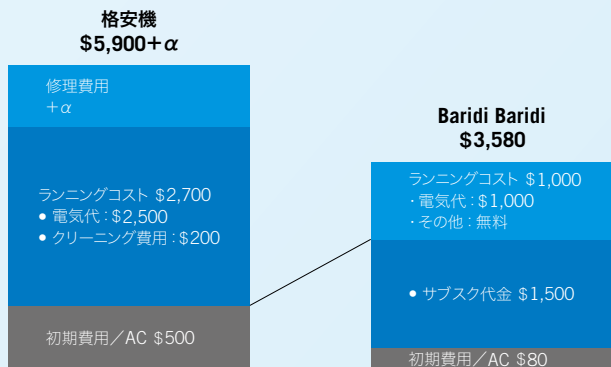 格安機
$5,900+α
修理費用
+α
ランニングコスト $2,700
● 電気代：$2,500
● クリーニング費用：$200
初期費用／AC $500
Baridi Baridi
$3,580
ランニングコスト $1,000
・電気代：$1,000
・その他：無料
● サブスク代金 $1,500
初期費用／AC $80